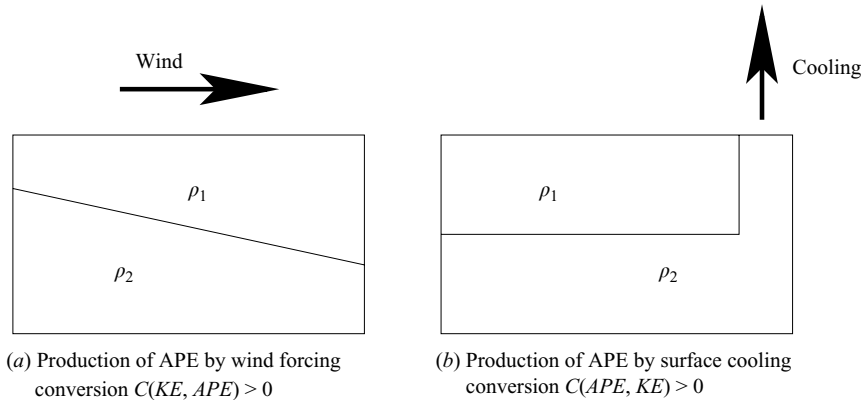 Wind
ρ1
ρ2
(a) Production of APE by wind forcing
conversion C(KE, APE) > 0
Cooling
ρ1
ρ2
(b) Production of APE by surface cooling
conversion C(APE, KE) > 0